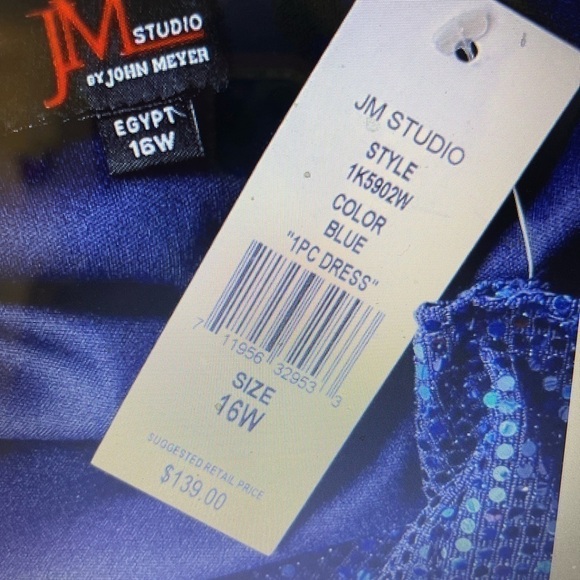 JM STUDIO
BY JOHN MEYER
EGYPT
16W
JM STUDIO
STYLE
1K5902W
COLOR
BLUE
"1PC DRESS"
7 11956 32953 3
SIZE
16W
SUGGESTED RETAIL PRICE
$139.00